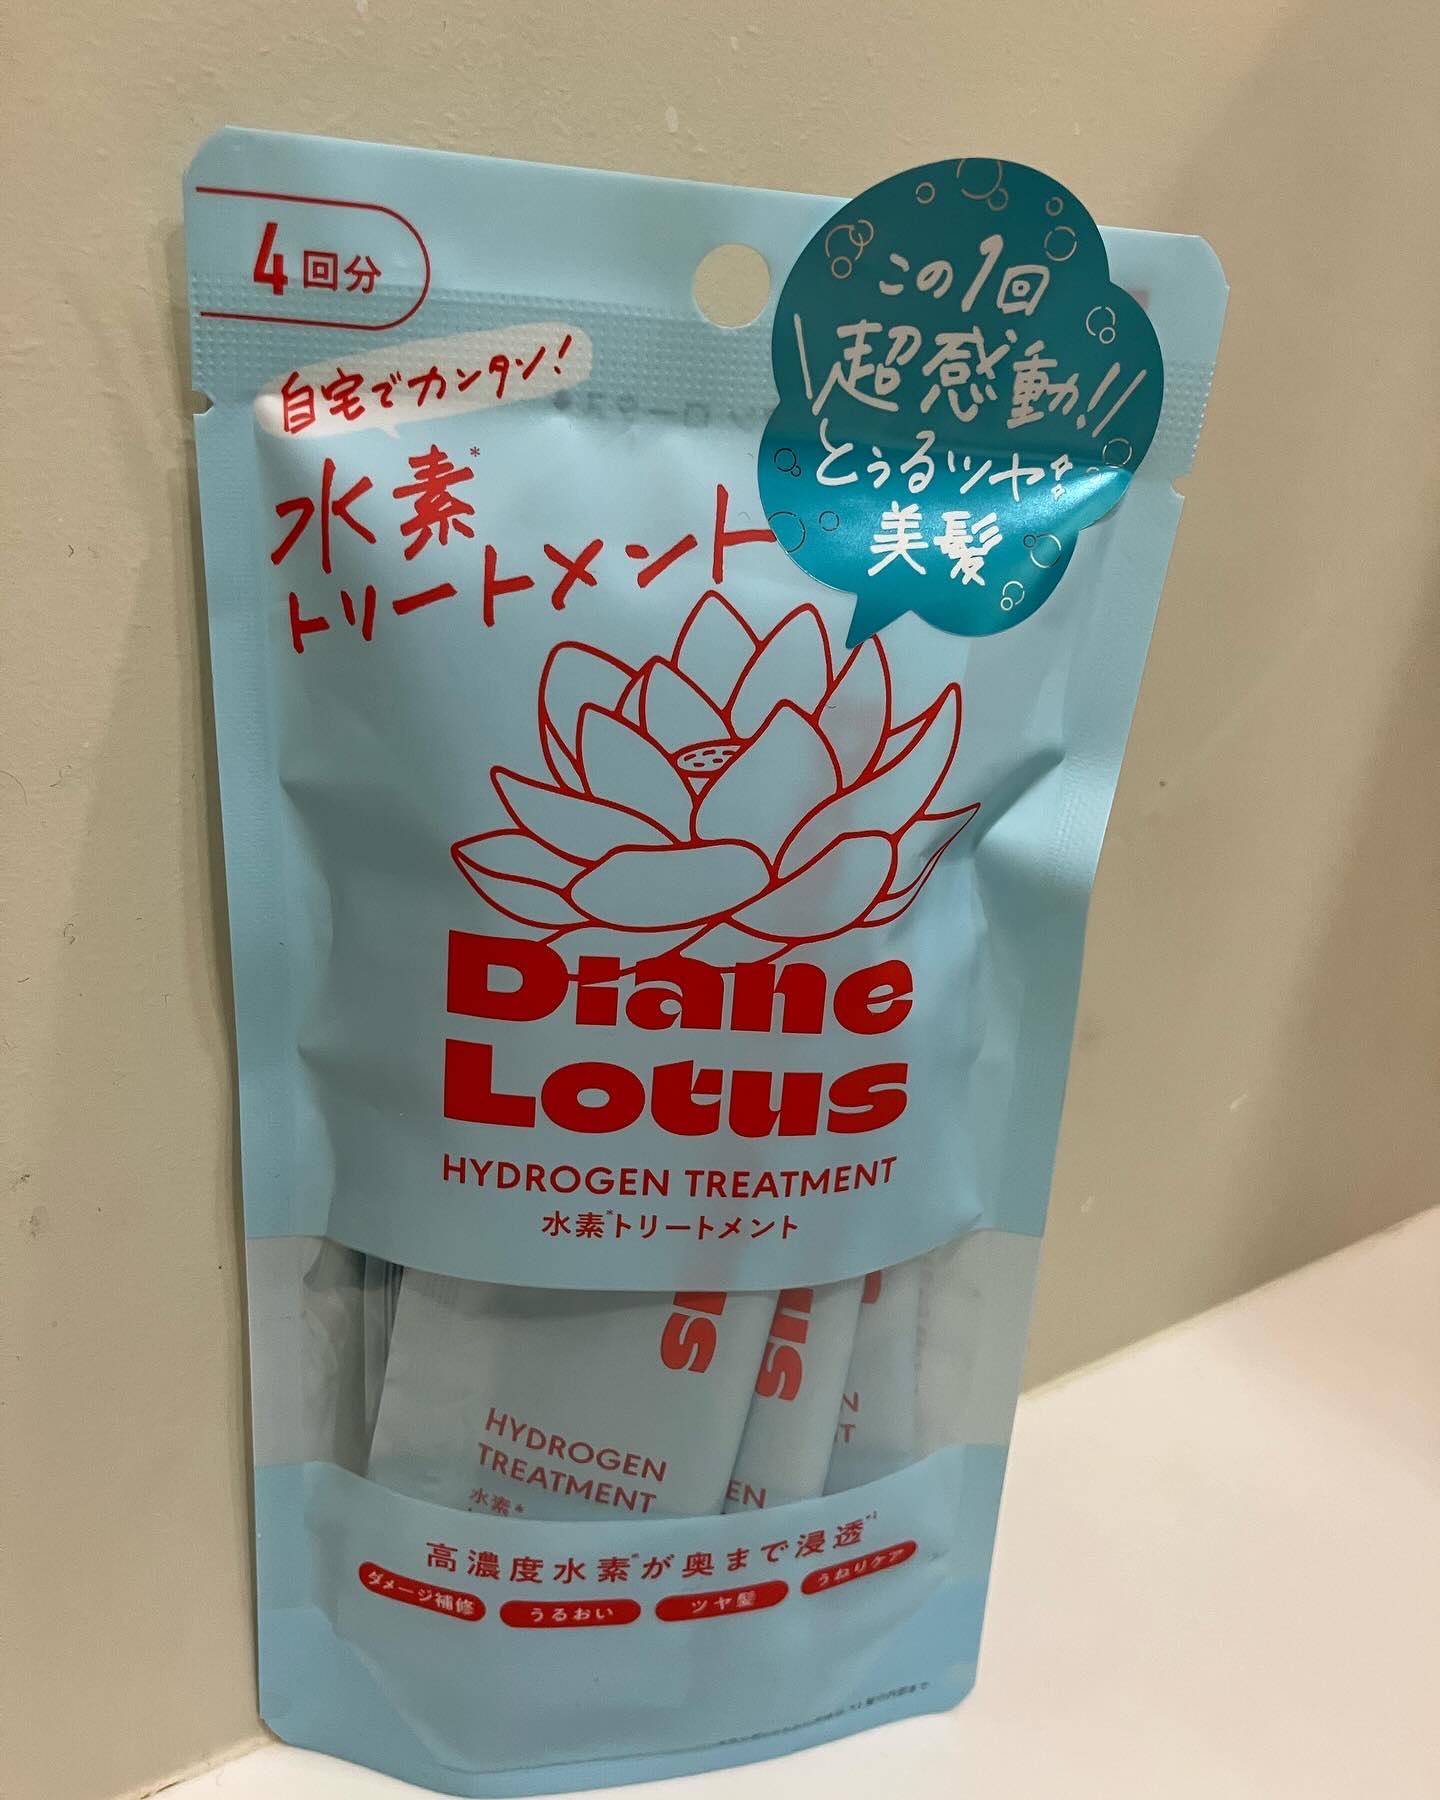 4回分
自宅でカンタン!
水素*
トリートメント
この1回
\超感動!!/
とぅるツヤ
美髪
Diane
Lotus
HYDROGEN TREATMENT
水素*トリートメント
HYDROGEN
TREATMENT
水素*
高濃度水素*が奥まで浸透*1
ダメージ補修
うるおい
ツヤ髪
うねりケア